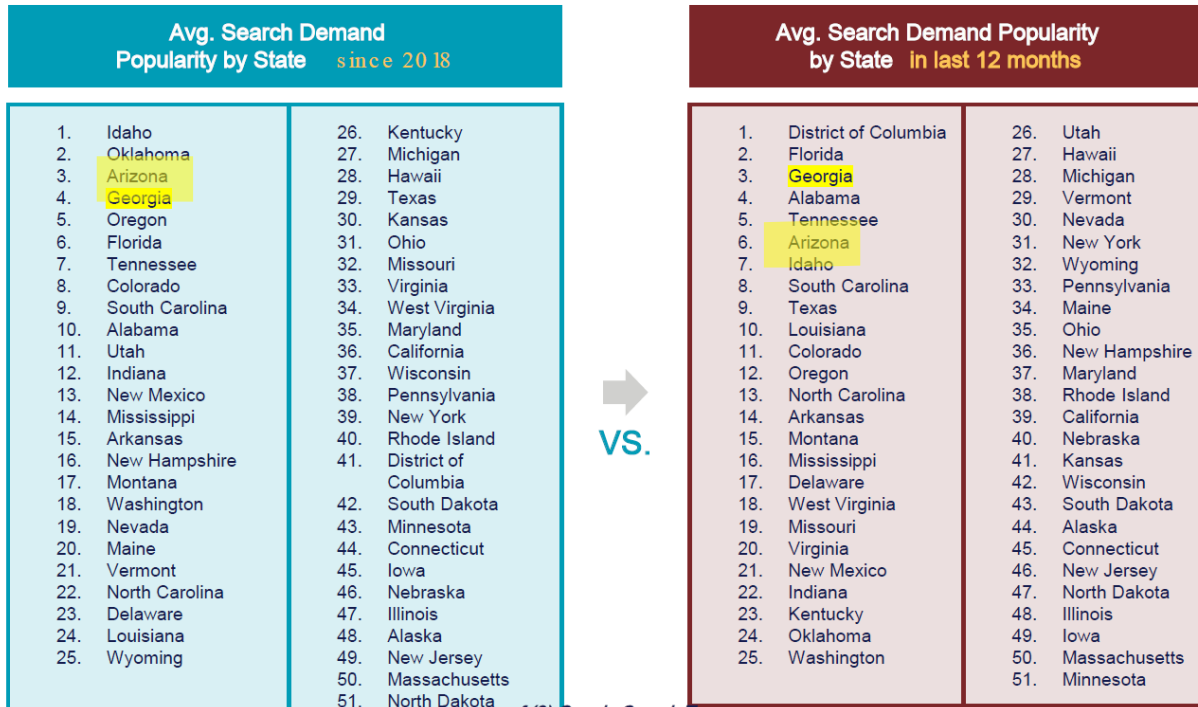 Avg. Search Demand
Popularity by State since 2018
1. Idaho
2. Oklahoma
3. Arizona
4. Georgia
5. Oregon
6. Florida
7. Tennessee
8. Colorado
9. South Carolina
10. Alabama
11. Utah
12. Indiana
13. New Mexico
14. Mississippi
15. Arkansas
16. New Hampshire
17. Montana
18. Washington
19. Nevada
20. Maine
21. Vermont
22. North Carolina
23. Delaware
24. Louisiana
25. Wyoming
26. Kentucky
27. Michigan
28. Hawaii
29. Texas
30. Kansas
31. Ohio
32. Missouri
33. Virginia
34. West Virginia
35. Maryland
36. California
37. Wisconsin
38. Pennsylvania
39. New York
40. Rhode Island
41. District of
Columbia
42. South Dakota
43. Minnesota
44. Connecticut
45. Iowa
46. Nebraska
47. Illinois
48. Alaska
49. New Jersey
50. Massachusetts
51. North Dakota
VS.
Avg. Search Demand Popularity
by State in last 12 months
1. District of Columbia
2. Florida
3. Georgia
4. Alabama
5. Tennessee
6. Arizona
7. Idaho
8. South Carolina
9. Texas
10. Louisiana
11. Colorado
12. Oregon
13. North Carolina
14. Arkansas
15. Montana
16. Mississippi
17. Delaware
18. West Virginia
19. Missouri
20. Virginia
21. New Mexico
22. Indiana
23. Kentucky
24. Oklahoma
25. Washington
26. Utah
27. Hawaii
28. Michigan
29. Vermont
30. Nevada
31. New York
32. Wyoming
33. Pennsylvania
34. Maine
35. Ohio
36. New Hampshire
37. Maryland
38. Rhode Island
39. California
40. Nebraska
41. Kansas
42. Wisconsin
43. South Dakota
44. Alaska
45. Connecticut
46. New Jersey
47. North Dakota
48. Illinois
49. Iowa
50. Massachusetts
51. Minnesota